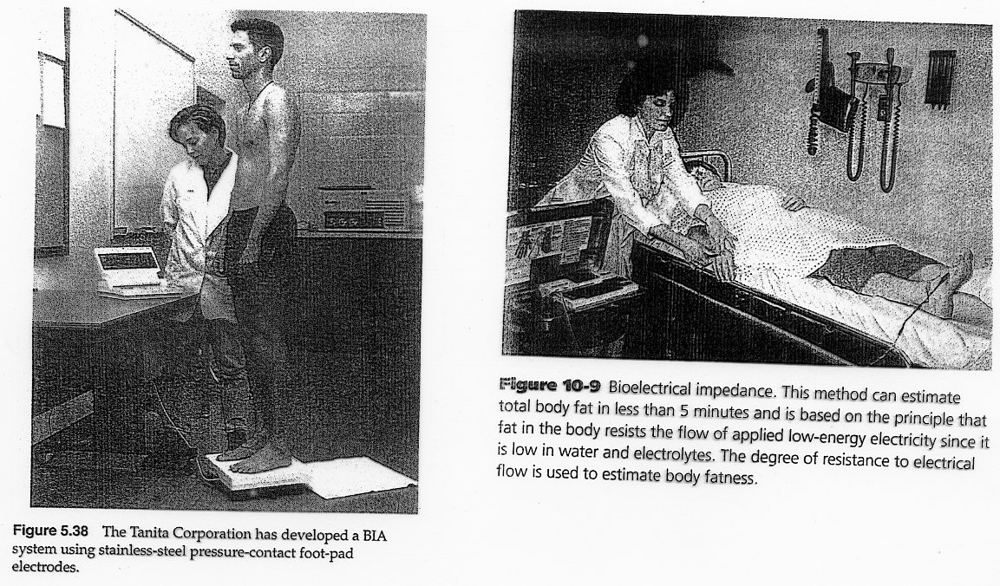 Figure 5.38 The Tanita Corporation has developed a BIA
system using stainless-steel pressure-contact foot-pad
electrodes.
Figure 10-9 Bioelectrical impedance. This method can estimate
total body fat in less than 5 minutes and is based on the principle that
fat in the body resists the flow of applied low-energy electricity since it
is low in water and electrolytes. The degree of resistance to electrical
flow is used to estimate body fatness.